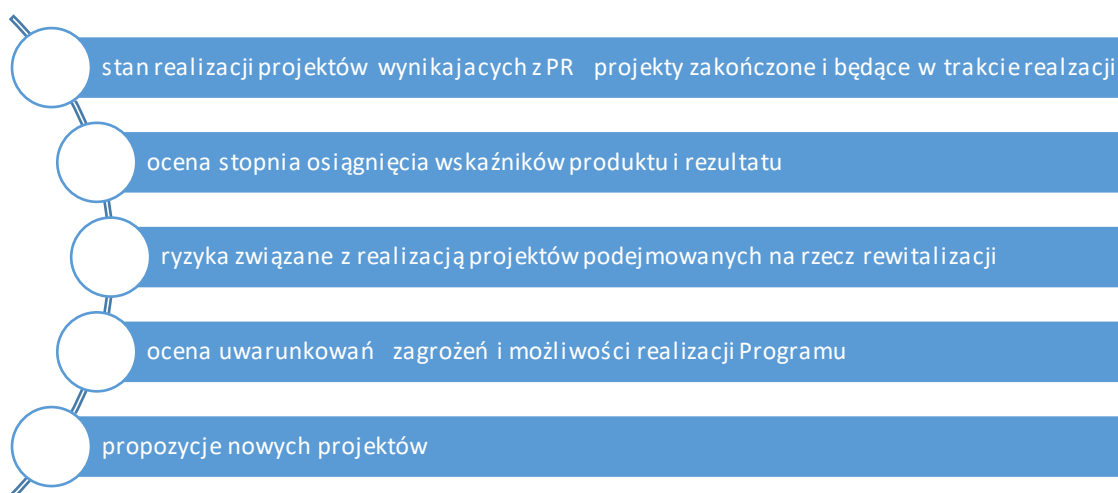 stan realizacji projektów wynikajacych z PR projekty zakończone i będące w trakcie realzacji
ocena stopnia osiągnięcia wskaźników produktu i rezultatu
ryzyka związane z realizacją projektów podejmowanych na rzecz rewitalizacji
ocena uwarunkowań zagrożeń i możliwości realizacji Programu
propozycje nowych projektów